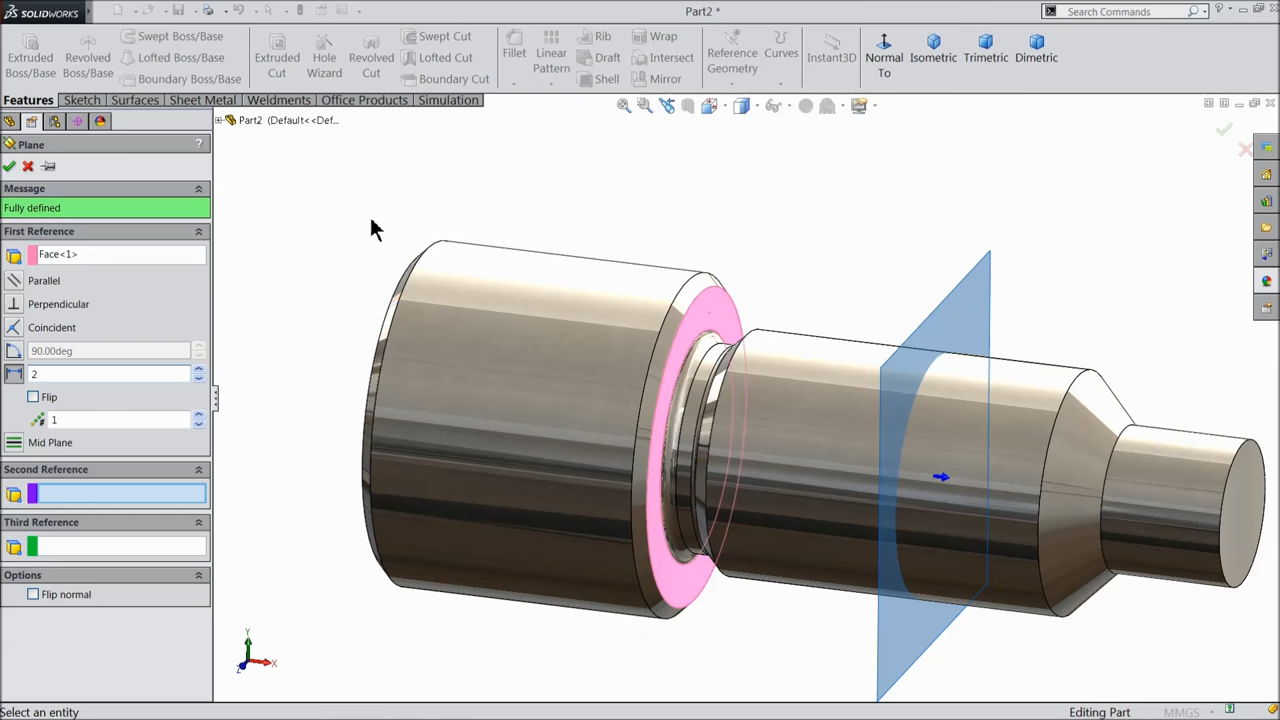 SOLIDWORKS
Part2 *
Search Commands
Extruded Boss/Base
Revolved Boss/Base
Swept Boss/Base
Lofted Boss/Base
Boundary Boss/Base
Extruded Cut
Hole Wizard
Revolved Cut
Swept Cut
Lofted Cut
Boundary Cut
Fillet
Linear Pattern
Rib
Draft
Shell
Wrap
Intersect
Mirror
Reference Geometry
Curves
Instant3D
Normal To
Isometric
Trimetric
Dimetric
Features
Sketch
Surfaces
Sheet Metal
Weldments
Office Products
Simulation
Part2 (Default<<Def...
Plane
?
Message
Fully defined
First Reference
Face<1>
Parallel
Perpendicular
Coincident
90.00deg
2
Flip
1
Mid Plane
Second Reference
Third Reference
Options
Flip normal
Y
X
Z
Select an entity
Editing Part
MMGS